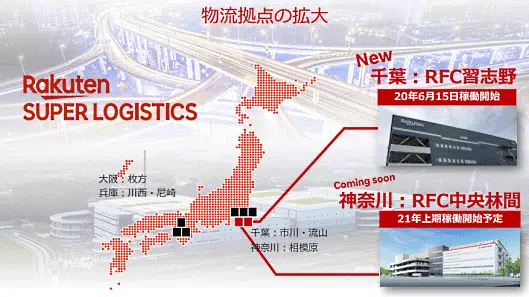 物流拠点の拡大
Rakuten
SUPER LOGISTICS
大阪：枚方
兵庫：川西・尼崎
千葉：市川・流山
神奈川：相模原
New
千葉：RFC習志野
20年6月15日稼働開始
Rakuten
Coming soon
神奈川：RFC中央林間
21年上期稼働開始予定